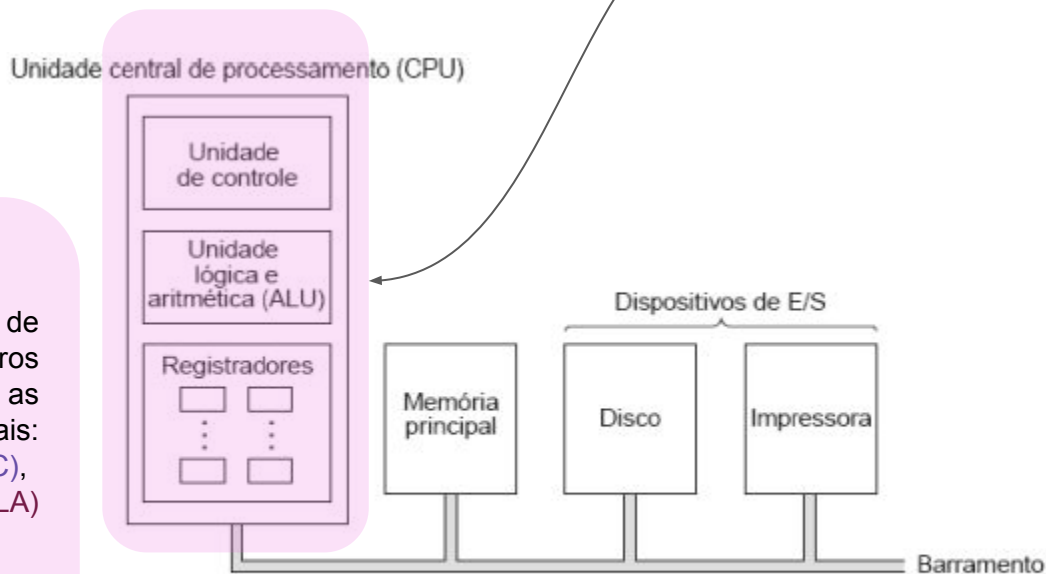 Unidade central de processamento (CPU)
Unidade
de controle
Unidade
lógica e
aritmética (ALU)
Registradores
de
ros
as
ais:
C),
LA)
Memória
principal
Dispositivos de E/S
Disco
Impressora
Barramento